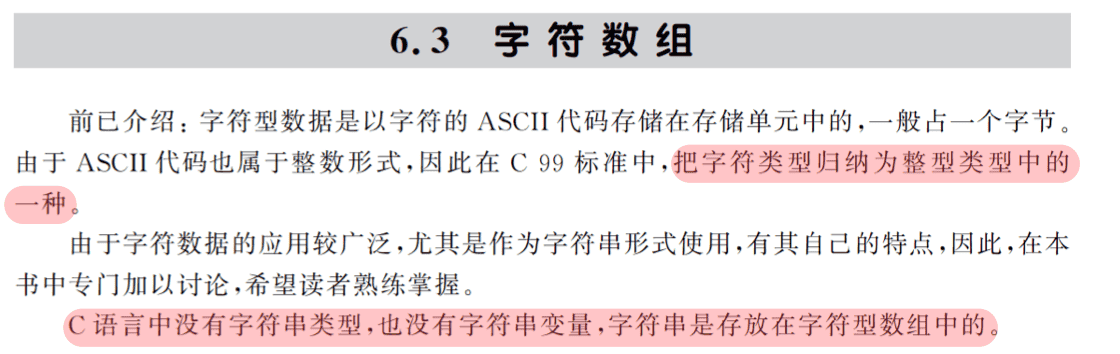 6.3 字符数组
前已介绍：字符型数据是以字符的 ASCII 代码存储在存储单元中的，一般占一个字节。
由于 ASCII 代码也属于整数形式，因此在 C 99 标准中，把字符类型归纳为整型类型中的
一种。
由于字符数据的应用较广泛，尤其是作为字符串形式使用，有其自己的特点，因此，在本
书中专门加以讨论，希望读者熟练掌握。
C 语言中没有字符串类型，也没有字符串变量，字符串是存放在字符型数组中的。